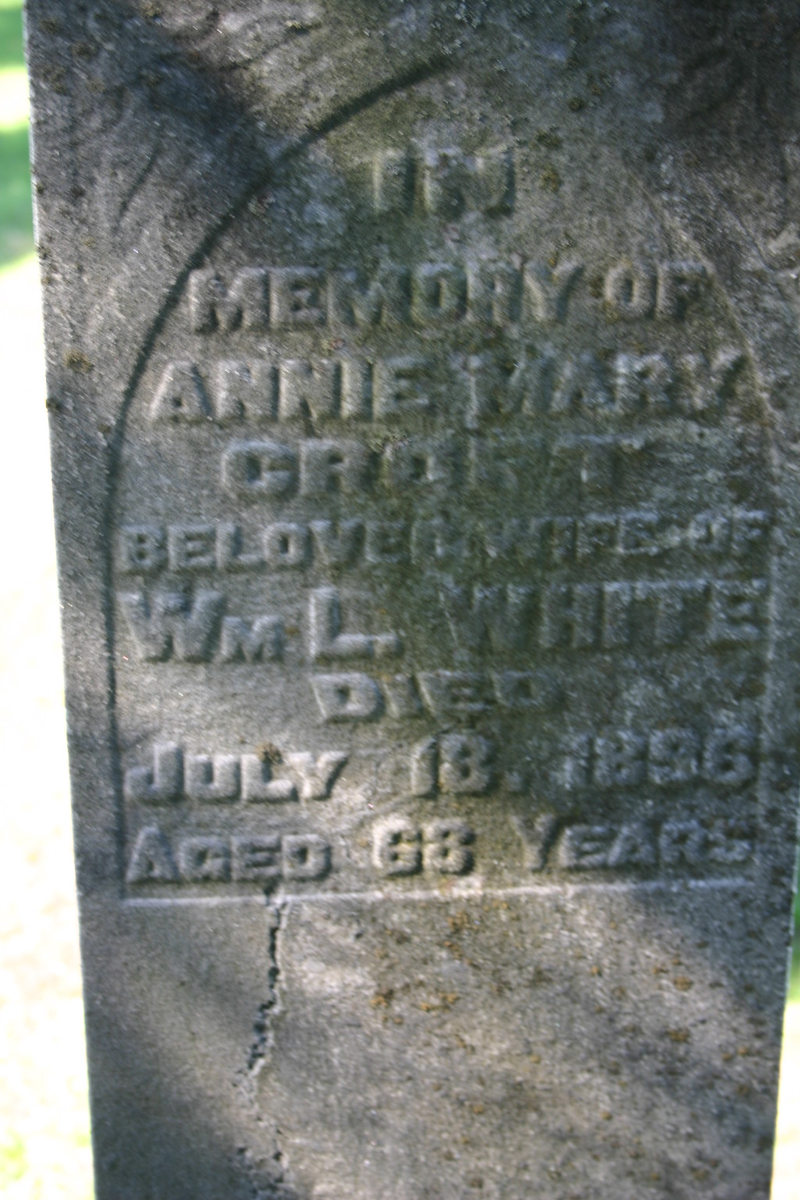 IN
MEMORY OF
ANNIE MARY
CROFT
BELOVED WIFE OF
WM L. WHITE
DIED
JULY 18. 1896
AGED 68 YEARS